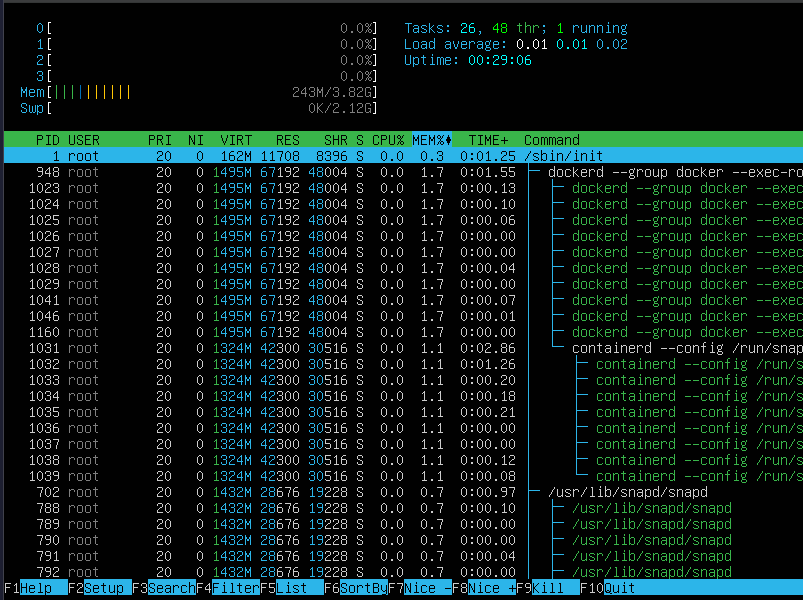 0[ 0.0%] Tasks: 26, 48 thr; 1 running
1[ 0.0%] Load average: 0.01 0.01 0.02
2[ 0.0%] Uptime: 00:29:06
3[ 0.0%]
Mem[|||||||||| 243M/3.82G]
Swp[ 0K/2.12G]
PID USER PRI NI VIRT RES SHR S CPU% MEM% TIME+ Command
1 root 20 0 162M 11708 8396 S 0.0 0.3 0:01.25 /sbin/init
948 root 20 0 1495M 67192 48004 S 0.0 1.7 0:01.55 dockerd --group docker --exec-ro
1023 root 20 0 1495M 67192 48004 S 0.0 1.7 0:00.13 dockerd --group docker --exec
1024 root 20 0 1495M 67192 48004 S 0.0 1.7 0:00.10 dockerd --group docker --exec
1025 root 20 0 1495M 67192 48004 S 0.0 1.7 0:00.06 dockerd --group docker --exec
1026 root 20 0 1495M 67192 48004 S 0.0 1.7 0:00.00 dockerd --group docker --exec
1027 root 20 0 1495M 67192 48004 S 0.0 1.7 0:00.00 dockerd --group docker --exec
1028 root 20 0 1495M 67192 48004 S 0.0 1.7 0:00.04 dockerd --group docker --exec
1029 root 20 0 1495M 67192 48004 S 0.0 1.7 0:00.00 dockerd --group docker --exec
1041 root 20 0 1495M 67192 48004 S 0.0 1.7 0:00.07 dockerd --group docker --exec
1046 root 20 0 1495M 67192 48004 S 0.0 1.7 0:00.01 dockerd --group docker --exec
1160 root 20 0 1495M 67192 48004 S 0.0 1.7 0:00.00 dockerd --group docker --exec
1031 root 20 0 1324M 42300 30516 S 0.0 1.1 0:02.86 containerd --config /run/snap
1032 root 20 0 1324M 42300 30516 S 0.0 1.1 0:01.26 containerd --config /run/s
1033 root 20 0 1324M 42300 30516 S 0.0 1.1 0:00.20 containerd --config /run/s
1034 root 20 0 1324M 42300 30516 S 0.0 1.1 0:00.18 containerd --config /run/s
1035 root 20 0 1324M 42300 30516 S 0.0 1.1 0:00.21 containerd --config /run/s
1036 root 20 0 1324M 42300 30516 S 0.0 1.1 0:00.00 containerd --config /run/s
1037 root 20 0 1324M 42300 30516 S 0.0 1.1 0:00.00 containerd --config /run/s
1038 root 20 0 1324M 42300 30516 S 0.0 1.1 0:00.12 containerd --config /run/s
1039 root 20 0 1324M 42300 30516 S 0.0 1.1 0:00.08 containerd --config /run/s
702 root 20 0 1432M 28676 19228 S 0.0 0.7 0:00.97 /usr/lib/snapd/snapd
788 root 20 0 1432M 28676 19228 S 0.0 0.7 0:00.10 /usr/lib/snapd/snapd
789 root 20 0 1432M 28676 19228 S 0.0 0.7 0:00.00 /usr/lib/snapd/snapd
790 root 20 0 1432M 28676 19228 S 0.0 0.7 0:00.00 /usr/lib/snapd/snapd
791 root 20 0 1432M 28676 19228 S 0.0 0.7 0:00.04 /usr/lib/snapd/snapd
792 root 20 0 1432M 28676 19228 S 0.0 0.7 0:00.00 /usr/lib/snapd/snapd
F1Help F2Setup F3SearchF4FilterF5List F6SortByF7Nice -F8Nice +F9Kill F10Quit